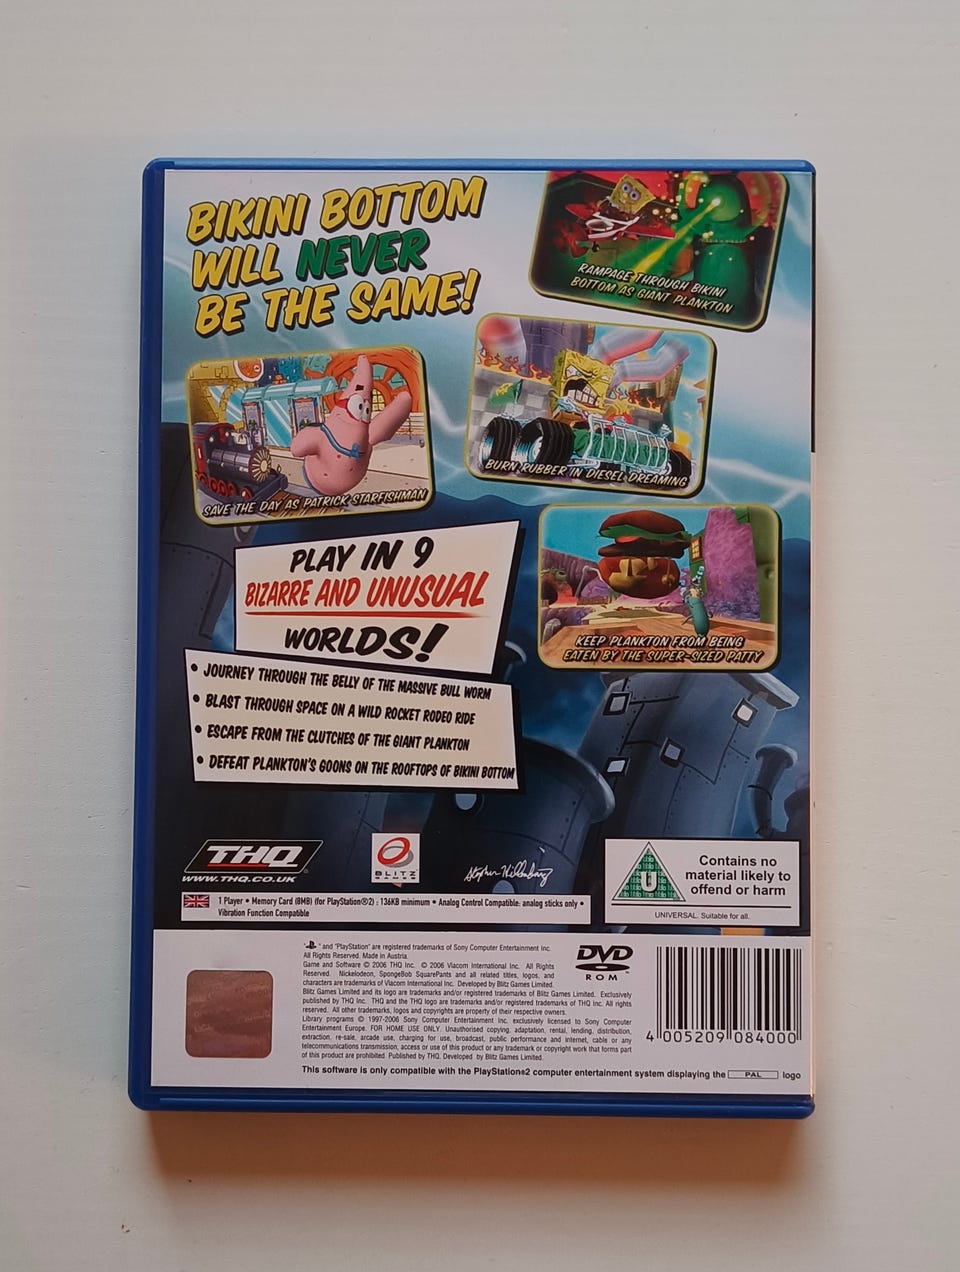 BIKINI BOTTOM
WILL NEVER
BE THE SAME!
RAMPAGE THROUGH BIKINI
BOTTOM AS GIANT PLANKTON
BURN RUBBER IN DIESEL DREAMING
SAVE THE DAY AS PATRICK STARFISHMAN
PLAY IN 9
BIZARRE AND UNUSUAL
WORLDS!
KEEP PLANKTON FROM BEING
EATEN BY THE SUPER-SIZED PATTY
• JOURNEY THROUGH THE BELLY OF THE MASSIVE BULL WORM
• BLAST THROUGH SPACE ON A WILD ROCKET RODEO RIDE
• ESCAPE FROM THE CLUTCHES OF THE GIANT PLANKTON
• DEFEAT PLANKTON'S GOONS ON THE ROOFTOPS OF BIKINI BOTTOM
THQ
WWW.THQ.CO.UK
BLITZ
GAMES
Stephen Hillenburg
U
Contains no
material likely to
offend or harm
UNIVERSAL. Suitable for all.
1 Player • Memory Card (8MB) (for PlayStation®2) : 136KB minimum • Analog Control Compatible: analog sticks only •
Vibration Function Compatible
" " and "PlayStation" are registered trademarks of Sony Computer Entertainment Inc.
All Rights Reserved. Made in Austria.
Game and Software © 2006 THQ Inc. © 2006 Viacom International Inc. All Rights
Reserved. Nickelodeon, SpongeBob SquarePants and all related titles, logos, and
characters are trademarks of Viacom International Inc. Developed by Blitz Games Limited.
Blitz Games Limited and its logo are trademarks and/or registered trademarks of Blitz Games Limited. Exclusively
published by THQ Inc. THQ and the THQ logo are trademarks and/or registered trademarks of THQ Inc. All rights
reserved. All other trademarks, logos and copyrights are property of their respective owners.
Library programs © 1997-2006 Sony Computer Entertainment Inc. exclusively licensed to Sony Computer
Entertainment Europe. FOR HOME USE ONLY. Unauthorised copying, adaptation, rental, lending, distribution,
extraction, re-sale, arcade use, charging for use, broadcast, public performance and internet, cable or any
telecommunications transmission, access or use of this product or any trademark or copyright work that forms part
of this product are prohibited. Published by THQ. Developed by Blitz Games Limited.
DVD
ROM
4 005209 084000
This software is only compatible with the PlayStation®2 computer entertainment system displaying the PAL logo